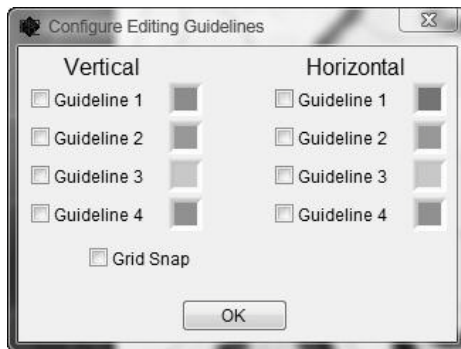 Configure Editing Guidelines
Vertical
Horizontal
Guideline 1
Guideline 1
Guideline 2
Guideline 2
Guideline 3
Guideline 3
Guideline 4
Guideline 4
Grid Snap
OK